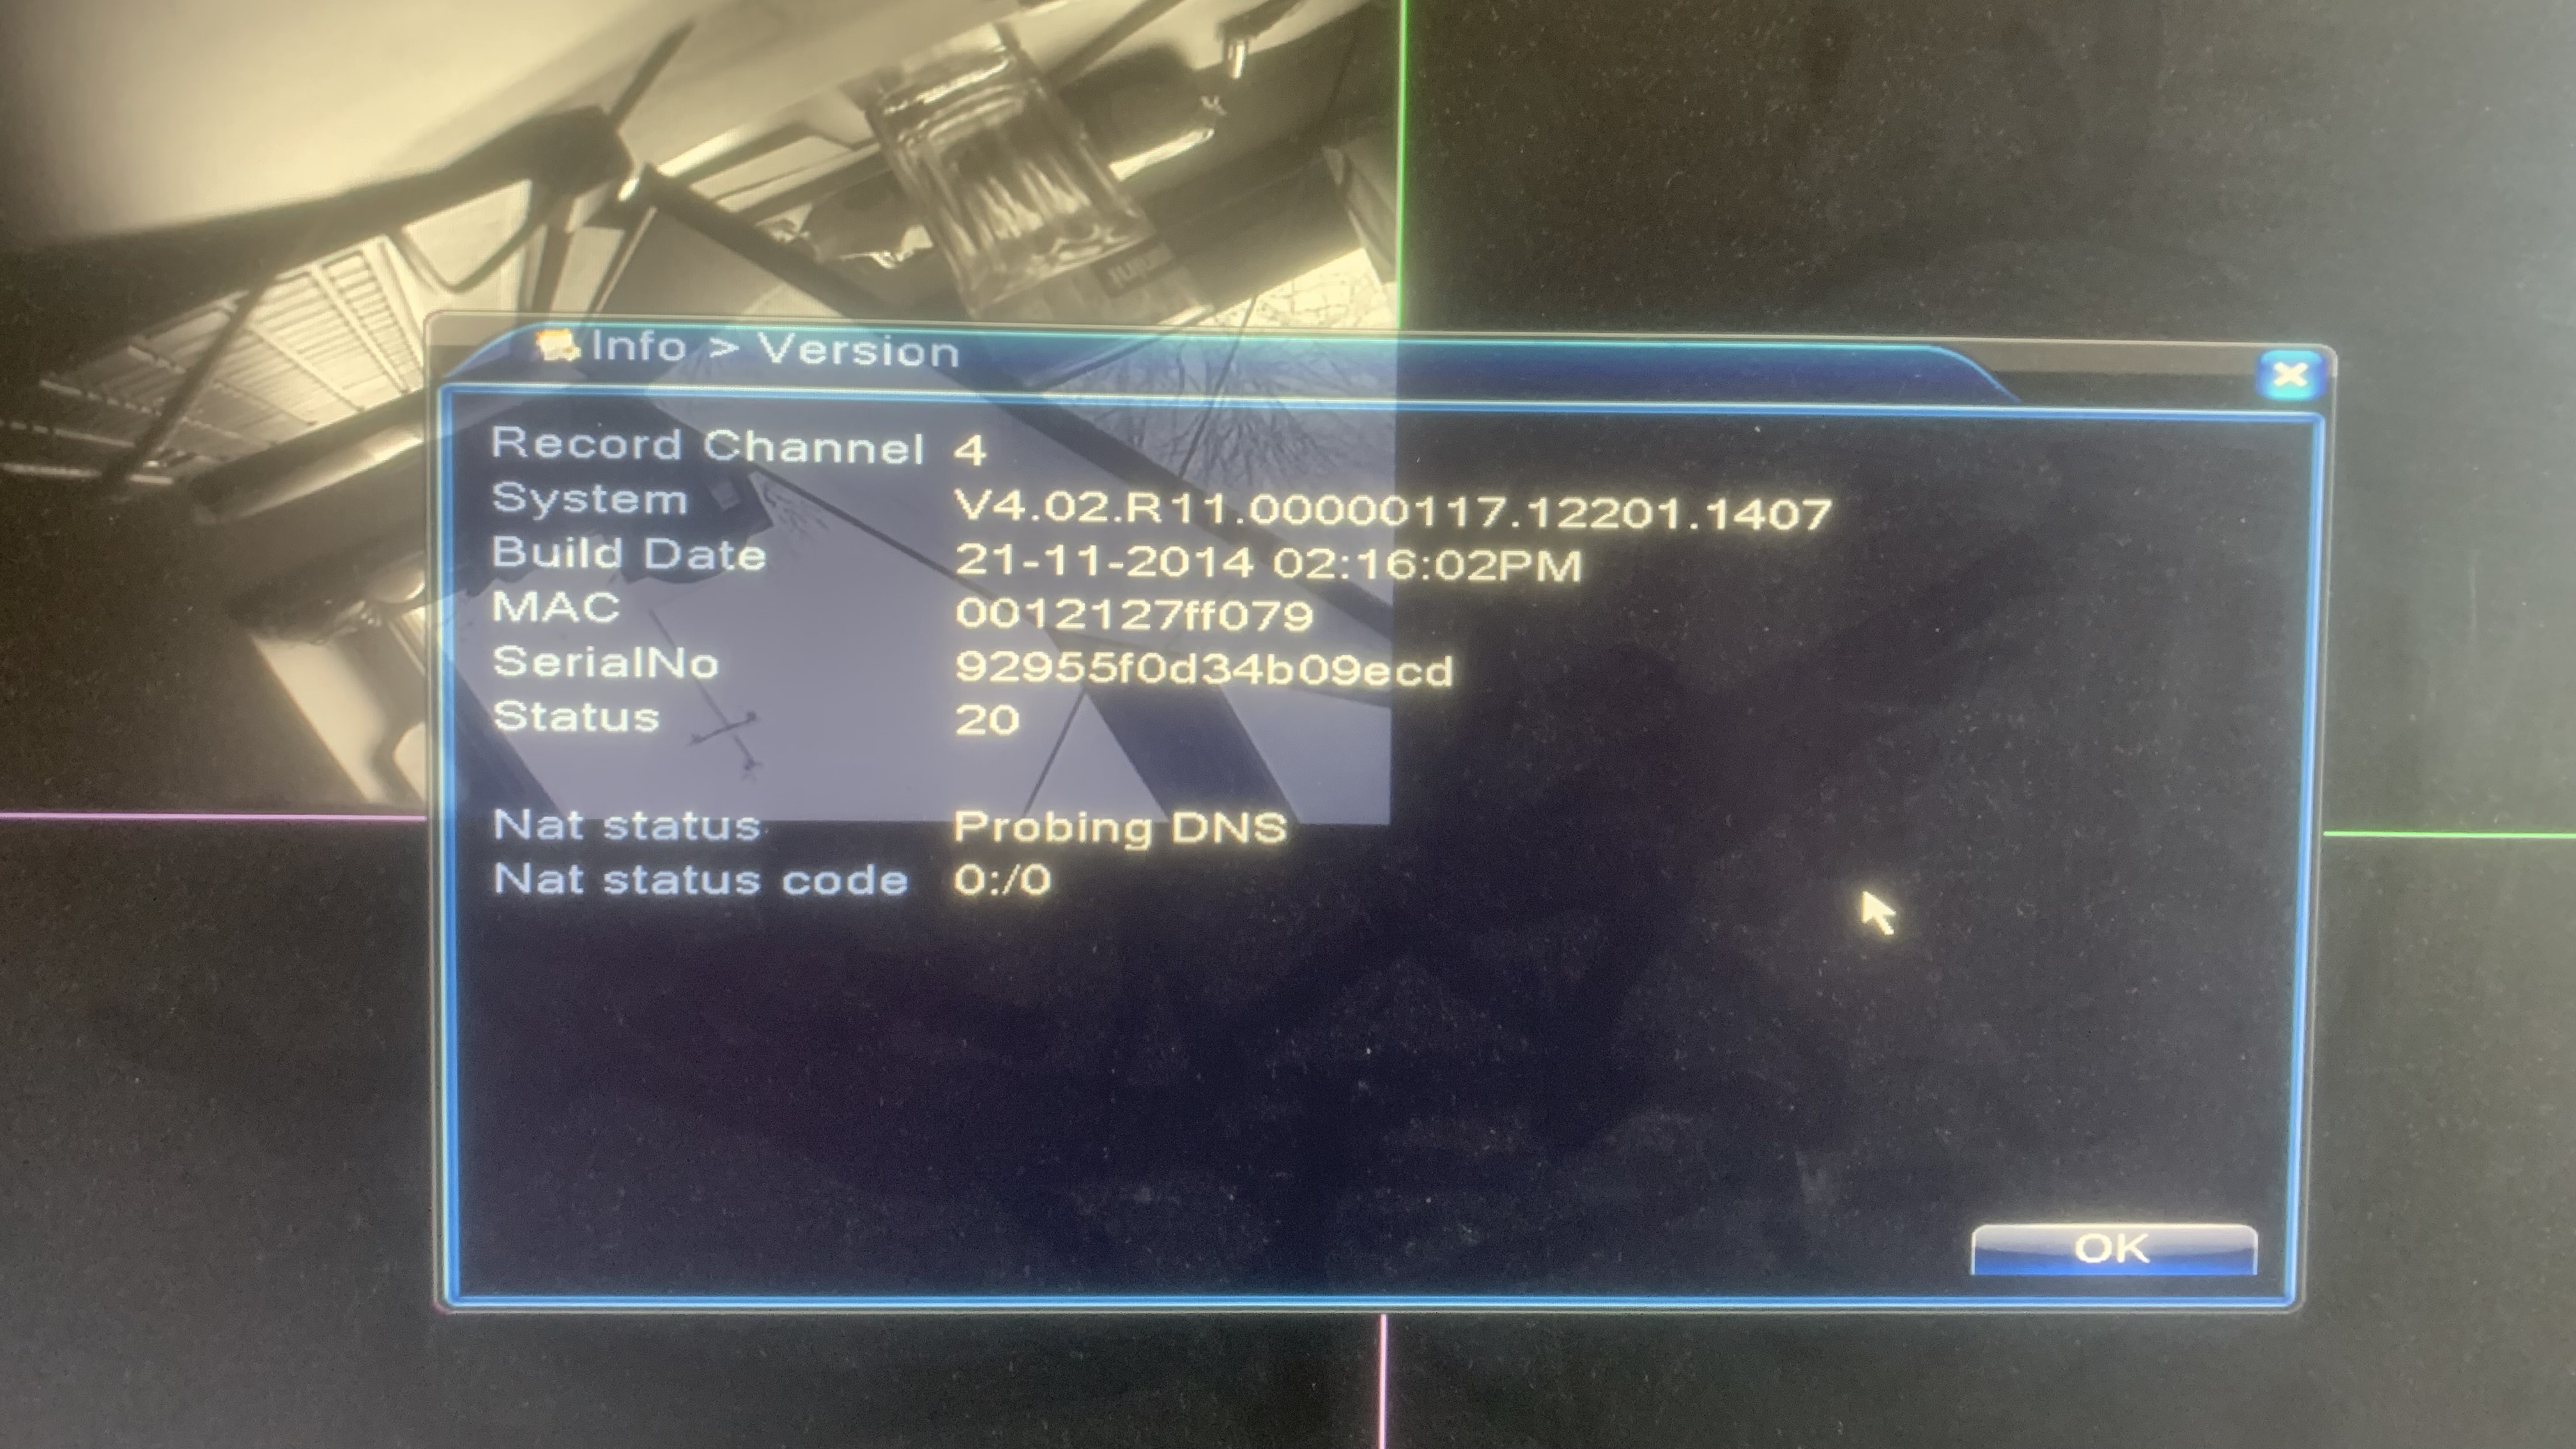 Info > Version
Record Channel 4
System V4.02.R11.00000117.12201.1407
Build Date 21-11-2014 02:16:02PM
MAC 0012127ff079
SerialNo 92955f0d34b09ecd
Status 20
Nat status Probing DNS
Nat status code 0:/0
OK